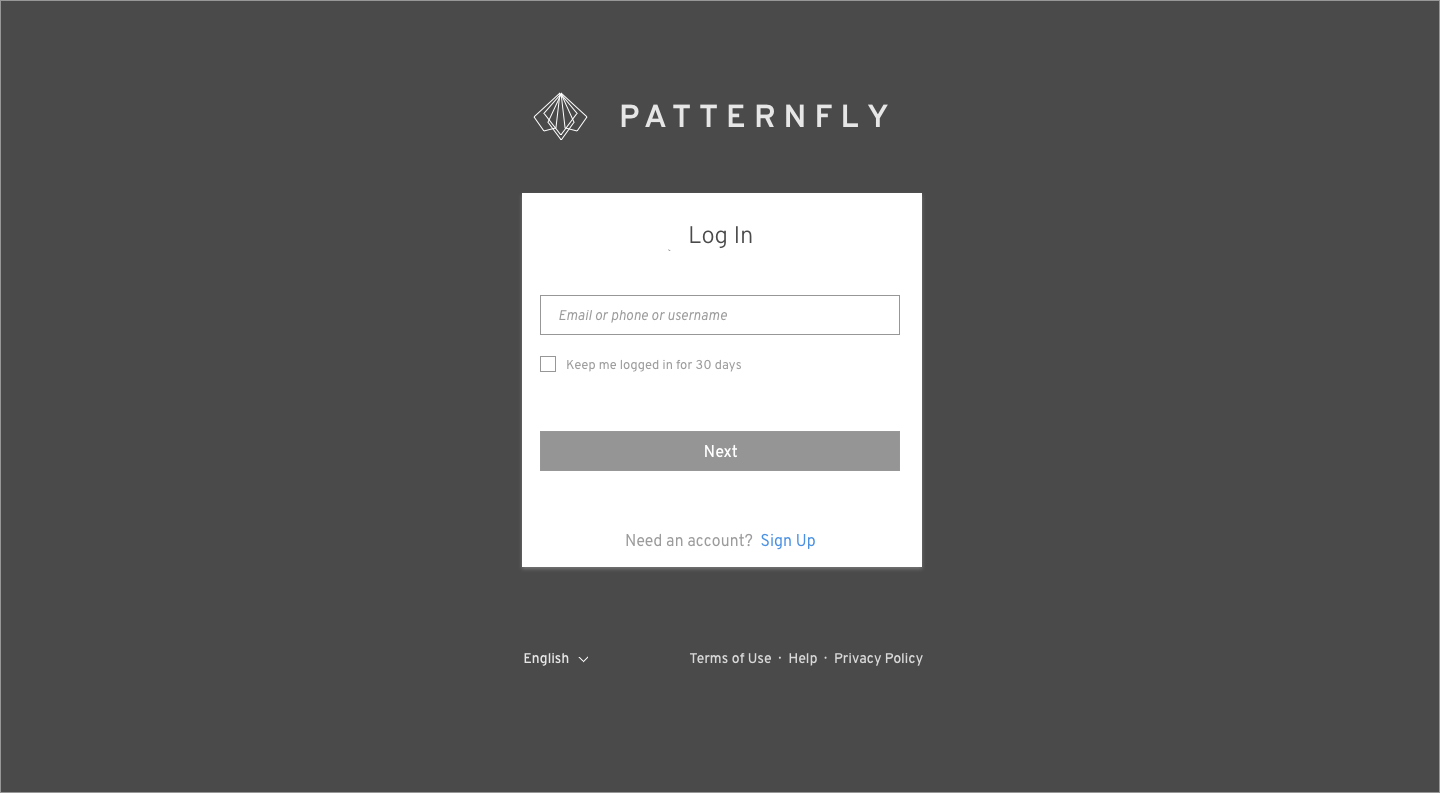 PATTERNFLY
Log In
Email or phone or username
Keep me logged in for 30 days
Next
Need an account? Sign Up
English
Terms of Use · Help · Privacy Policy